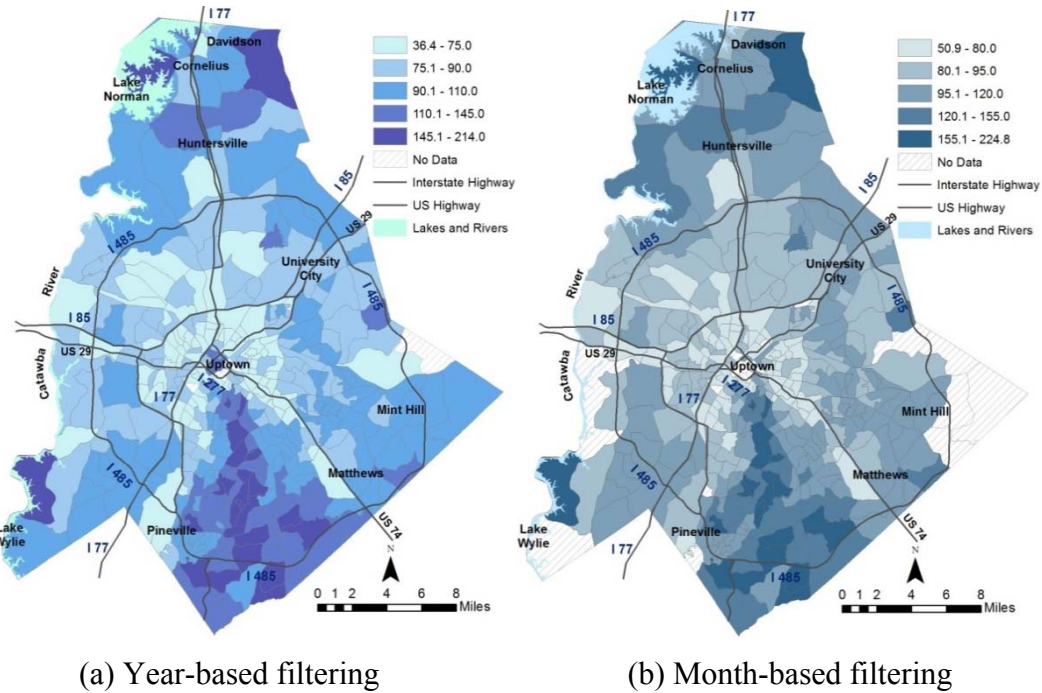 I 77
Davidson
Cornelius
Lake
Norman
Huntersville
I 85
US 29
I 485
University
City
River
I 485
I 85
US 29
Uptown
Catawba
I 277
I 77
Mint Hill
Matthews
I 485
Pineville
Lake
Wylie
I 77
US 74
I 485
N
0 1 2 4 6 8
Miles
36.4 - 75.0
75.1 - 90.0
90.1 - 110.0
110.1 - 145.0
145.1 - 214.0
No Data
Interstate Highway
US Highway
Lakes and Rivers
(a) Year-based filtering
I 77
Davidson
Cornelius
Lake
Norman
Huntersville
I 85
US 29
I 485
University
City
River
I 485
I 85
US 29
Uptown
Catawba
I 277
I 77
Mint Hill
Matthews
I 485
Pineville
Lake
Wylie
I 77
US 74
I 485
N
0 1 2 4 6 8
Miles
50.9 - 80.0
80.1 - 95.0
95.1 - 120.0
120.1 - 155.0
155.1 - 224.8
No Data
Interstate Highway
US Highway
Lakes and Rivers
(b) Month-based filtering